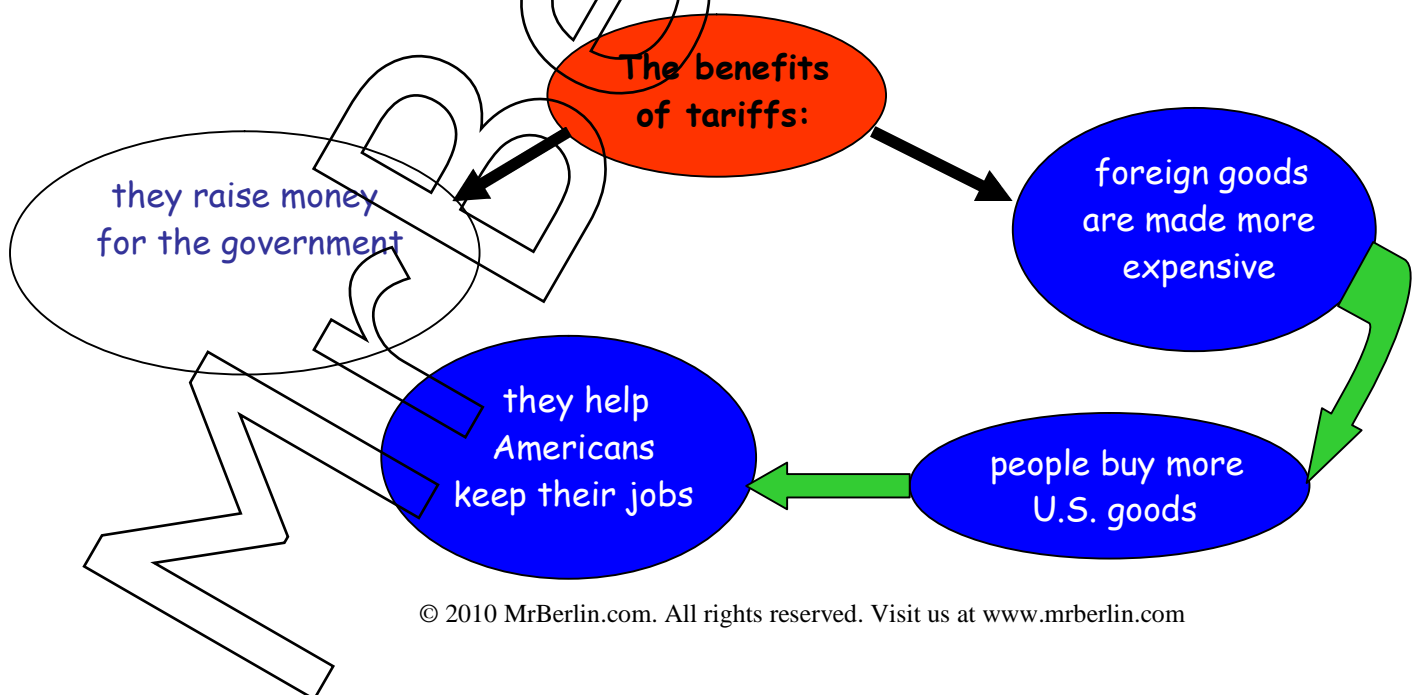 The benefits
of tariffs:
they raise money
for the government
foreign goods
are made more
expensive
people buy more
U.S. goods
they help
Americans
keep their jobs
© 2010 MrBerlin.com. All rights reserved. Visit us at www.mrberlin.com
MrBe